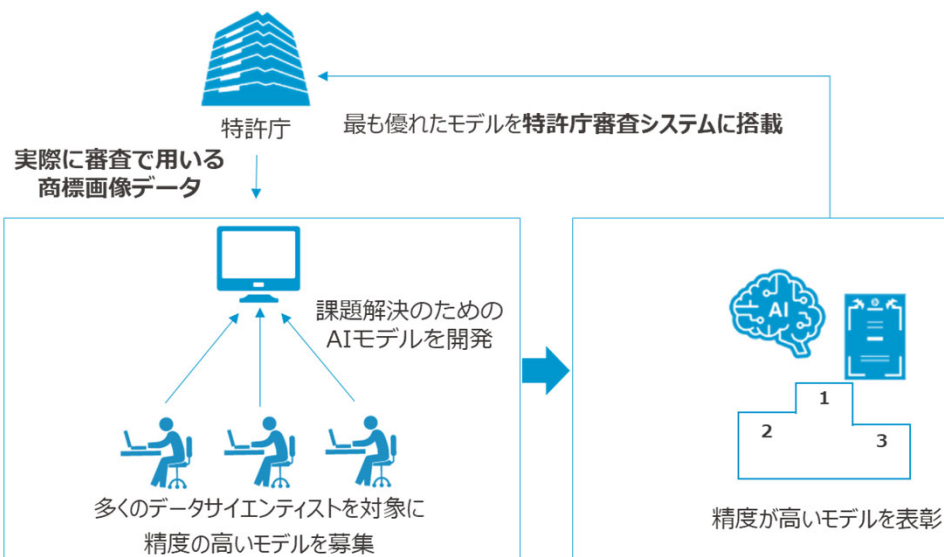 特許庁
最も優れたモデルを特許庁審査システムに搭載
実際に審査で用いる
商標画像データ
課題解決のための
AIモデルを開発
多くのデータサイエンティストを対象に
精度の高いモデルを募集
AI
1
2
3
精度が高いモデルを表彰